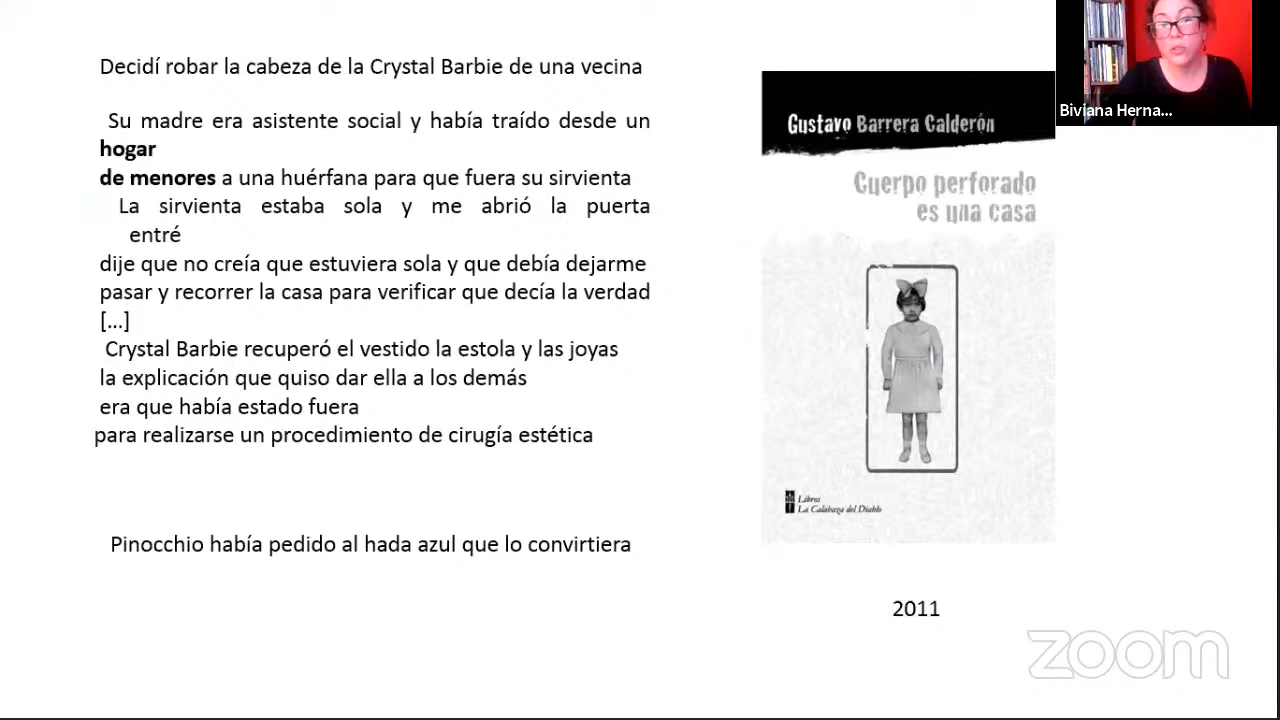 Decidí robar la cabeza de la Crystal Barbie de una vecina
Su madre era asistente social y había traído desde un
hogar
de menores a una huérfana para que fuera su sirvienta
La sirvienta estaba sola y me abrió la puerta
entré
dije que no creía que estuviera sola y que debía dejarme
pasar y recorrer la casa para verificar que decía la verdad
[...]
Crystal Barbie recuperó el vestido la estola y las joyas
la explicación que quiso dar ella a los demás
era que había estado fuera
para realizarse un procedimiento de cirugía estética
Pinocchio había pedido al hada azul que lo convirtiera
Gustavo Barrera Calderón
Cuerpo perforado
es una casa
Libros
La Calabaza del Diablo
2011
Biviana Herna...
zoom